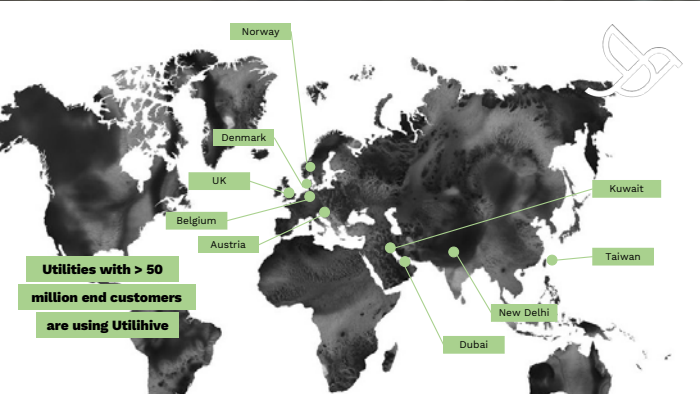 Norway
Denmark
UK
Belgium
Austria
Kuwait
Taiwan
New Delhi
Dubai
Utilities with > 50
million end customers
are using Utilihive